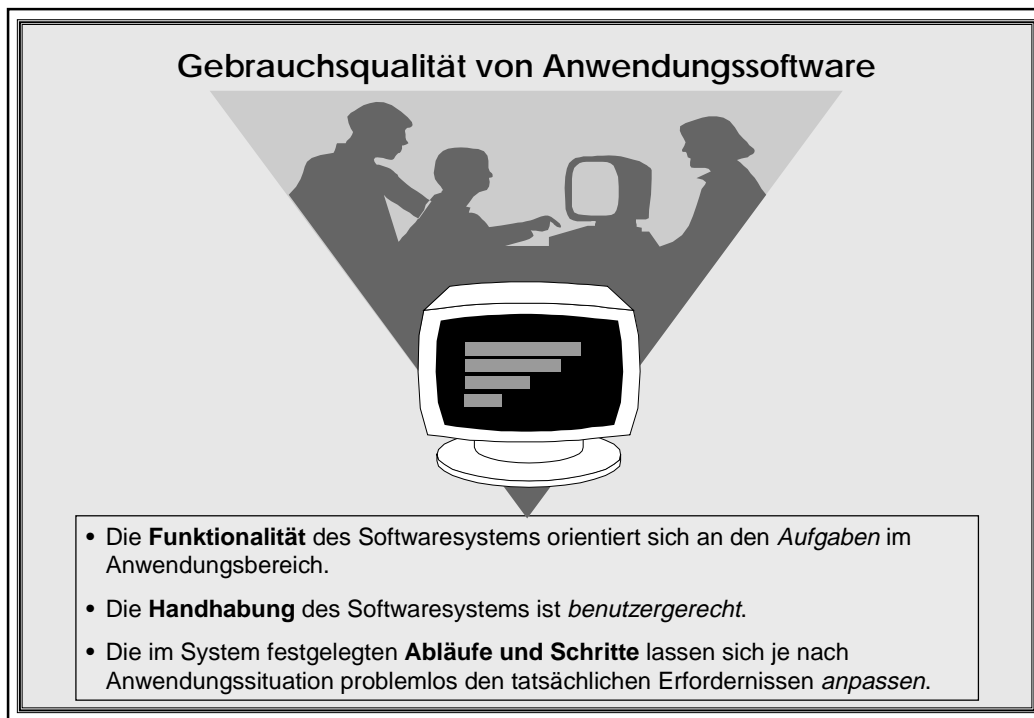 Gebrauchsqualität von Anwendungssoftware
• Die Funktionalität des Softwaresystems orientiert sich an den Aufgaben im
Anwendungsbereich.
• Die Handhabung des Softwaresystems ist benutzergerecht.
• Die im System festgelegten Abläufe und Schritte lassen sich je nach
Anwendungssituation problemlos den tatsächlichen Erfordernissen anpassen.